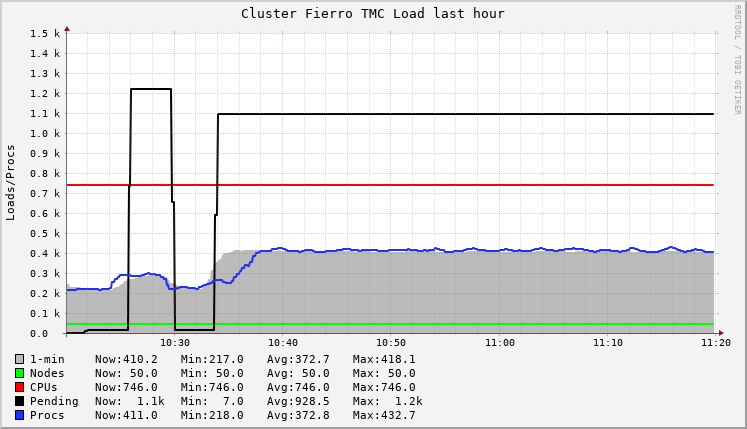 Cluster Fierro TMC Load last hour
RRDTOOL / TOBI OETIKER
Loads/Procs
1.5 k
1.4 k
1.3 k
1.2 k
1.1 k
1.0 k
0.9 k
0.8 k
0.7 k
0.6 k
0.5 k
0.4 k
0.3 k
0.2 k
0.1 k
0.0
10:30 10:40 10:50 11:00 11:10 11:20
1-min Now:410.2 Min:217.0 Avg:372.7 Max:418.1
Nodes Now: 50.0 Min: 50.0 Avg: 50.0 Max: 50.0
CPUs Now:746.0 Min:746.0 Avg:746.0 Max:746.0
Pending Now: 1.1k Min: 7.0 Avg:928.5 Max: 1.2k
Procs Now:411.0 Min:218.0 Avg:372.8 Max:432.7